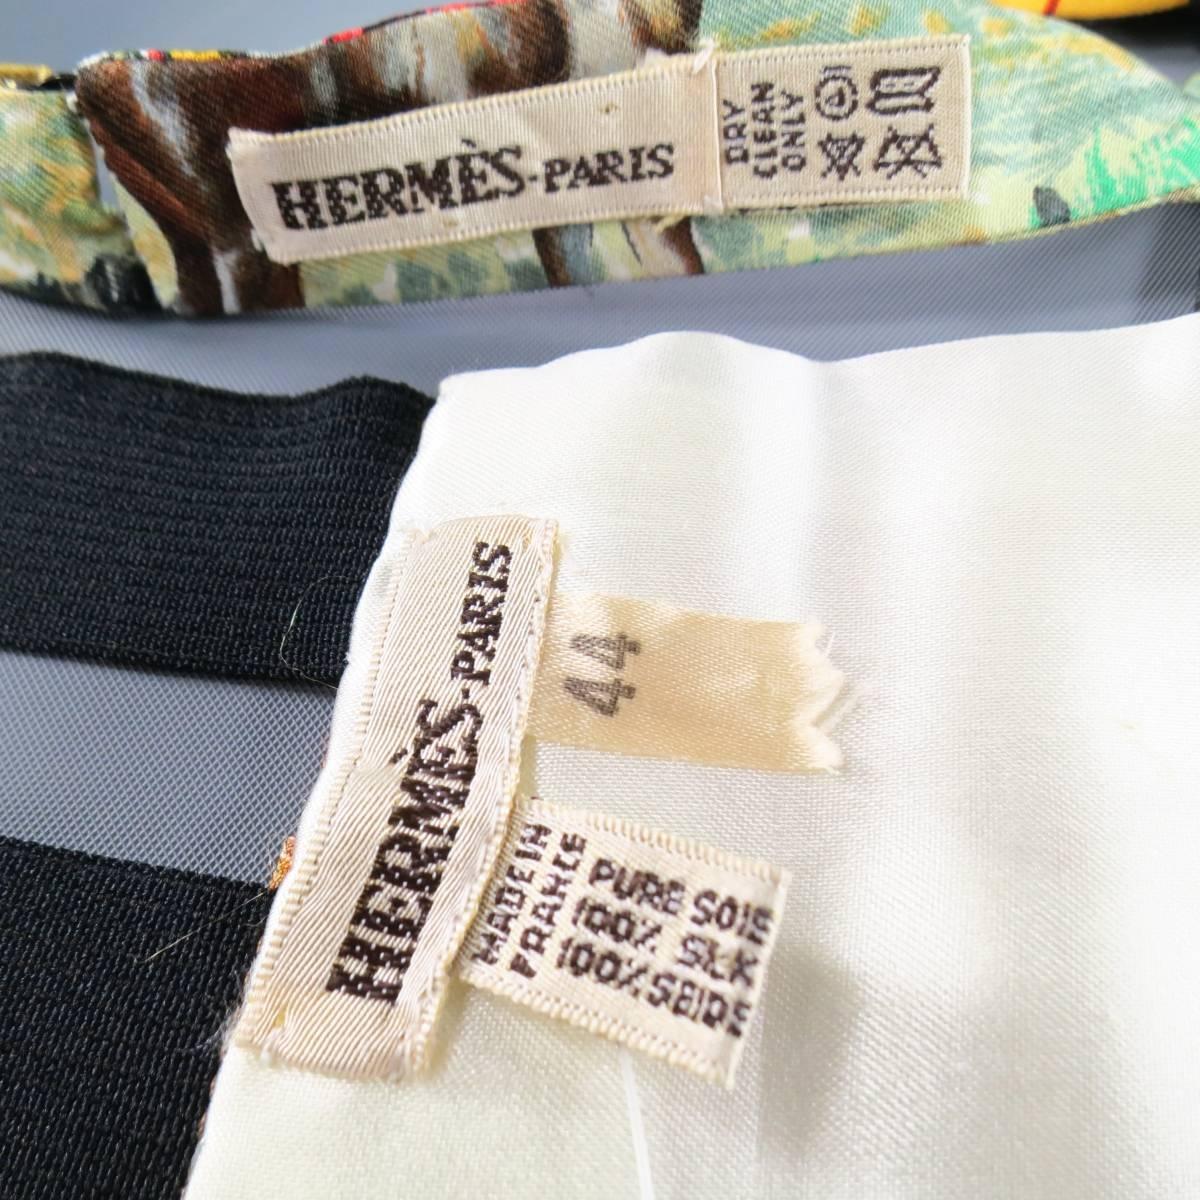 HERMÈS-PARIS
DRY
CLEAN
ONLY
HERMÈS-PARIS
44
MADE IN
FRANCE
PURE SOIE
100% SILK
100% SEIDE